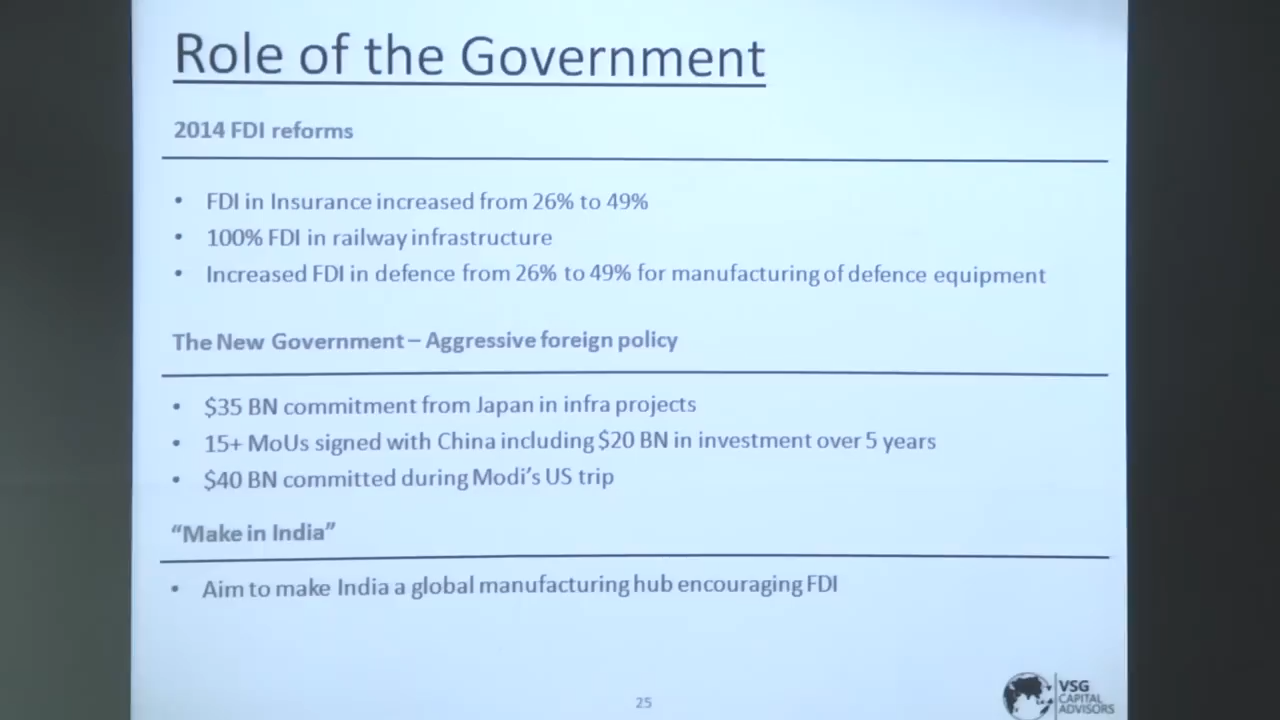 Role of the Government
2014 FDI reforms
• FDI in Insurance increased from 26% to 49%
• 100% FDI in railway infrastructure
• Increased FDI in defence from 26% to 49% for manufacturing of defence equipment
The New Government – Aggressive foreign policy
• $35 BN commitment from Japan in infra projects
• 15+ MoUs signed with China including $20 BN in investment over 5 years
• $40 BN committed during Modi’s US trip
“Make in India”
• Aim to make India a global manufacturing hub encouraging FDI
25
VSG
CAPITAL
ADVISORS